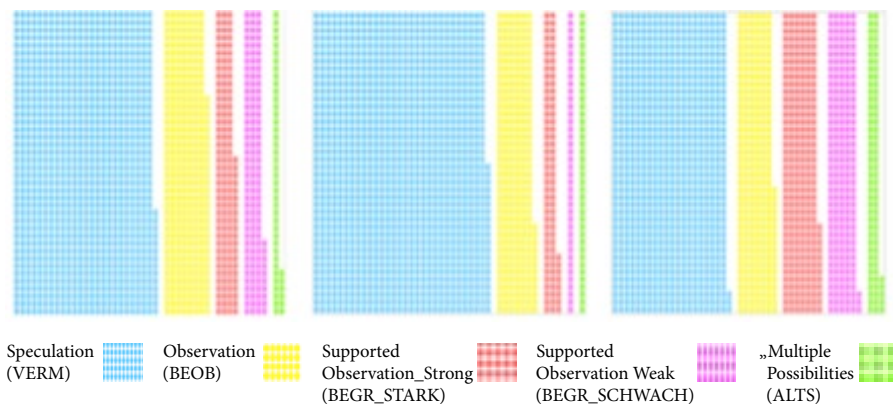 Speculation
(VERM)
Observation
(BEOB)
Supported
Observation_Strong
(BEGR_STARK)
Supported
Observation Weak
(BEGR_SCHWACH)
„Multiple
Possibilities
(ALTS)